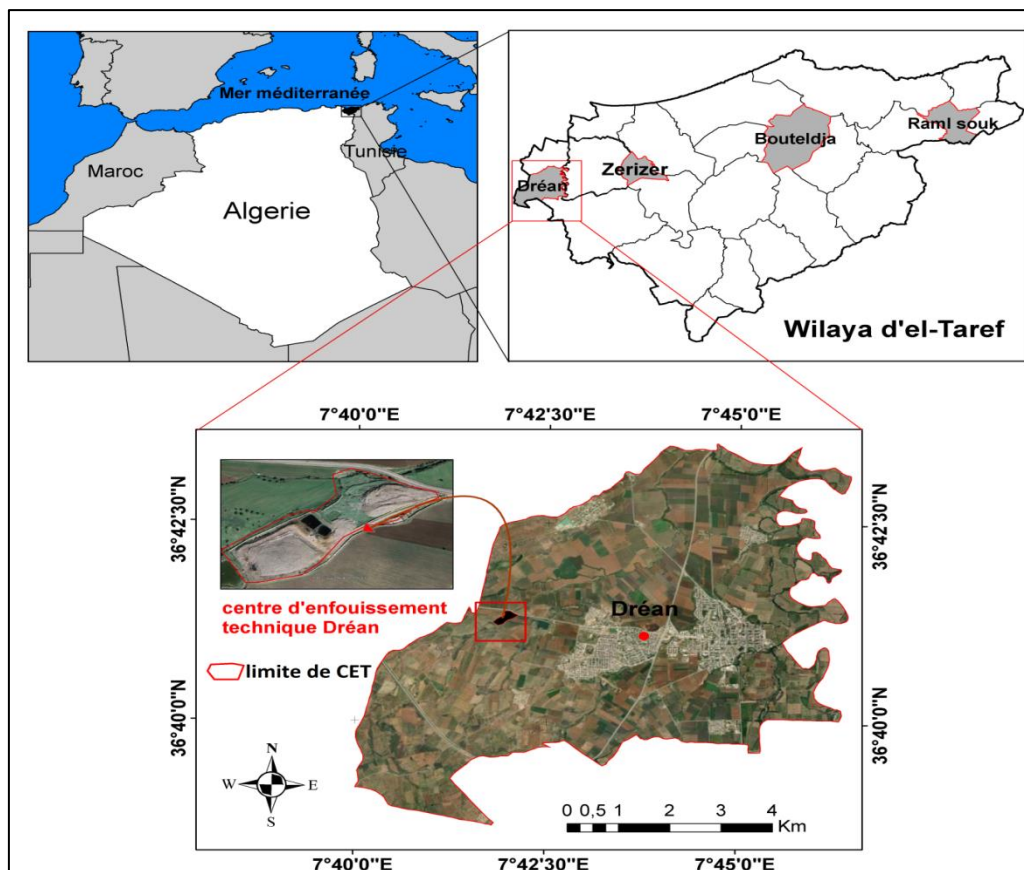 Mer méditerranée
Maroc
Tunisie
Algerie
Raml souk
Bouteldja
Zerizer
Dréan
Wilaya d'el-Taref
7°40'0"E
7°42'30"E
7°45'0"E
36°42'30"N
36°42'30"N
centre d'enfouissement
technique Dréan
Dréan
limite de CET
36°40'0"N
36°40'0"N
N
W
E
S
0 0,5 1 2 3 4
Km
7°40'0"E
7°42'30"E
7°45'0"E